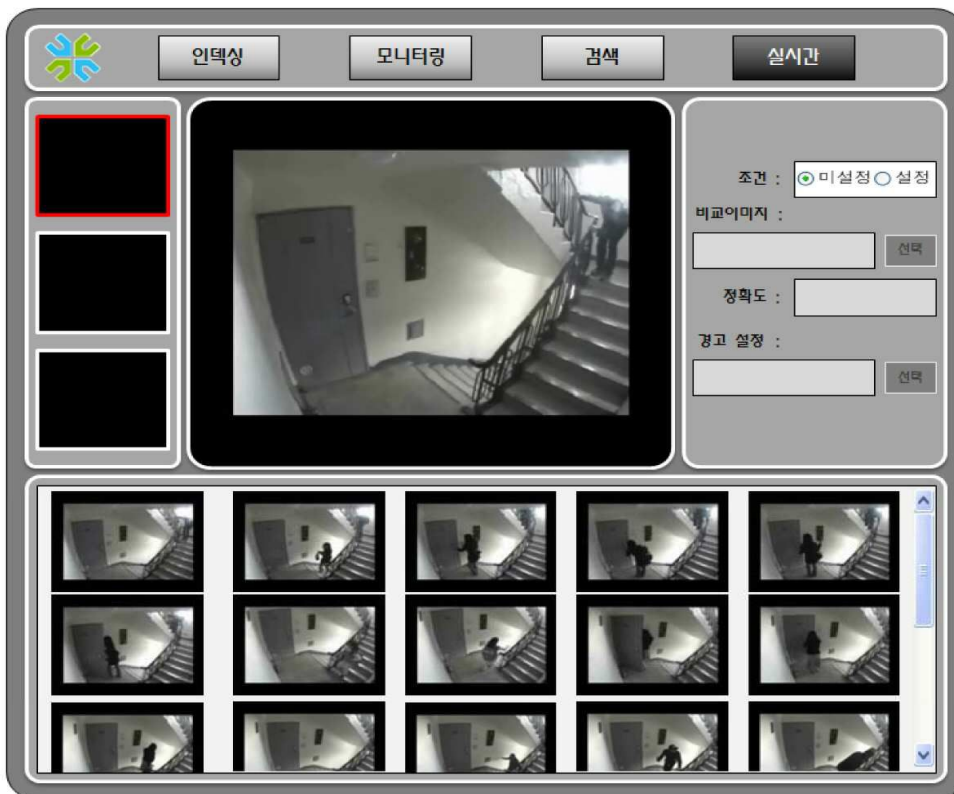 인덱싱
모니터링
검색
실시간
조건 : 미설정 설정
비교이미지 :
선택
정확도 :
경고 설정 :
선택